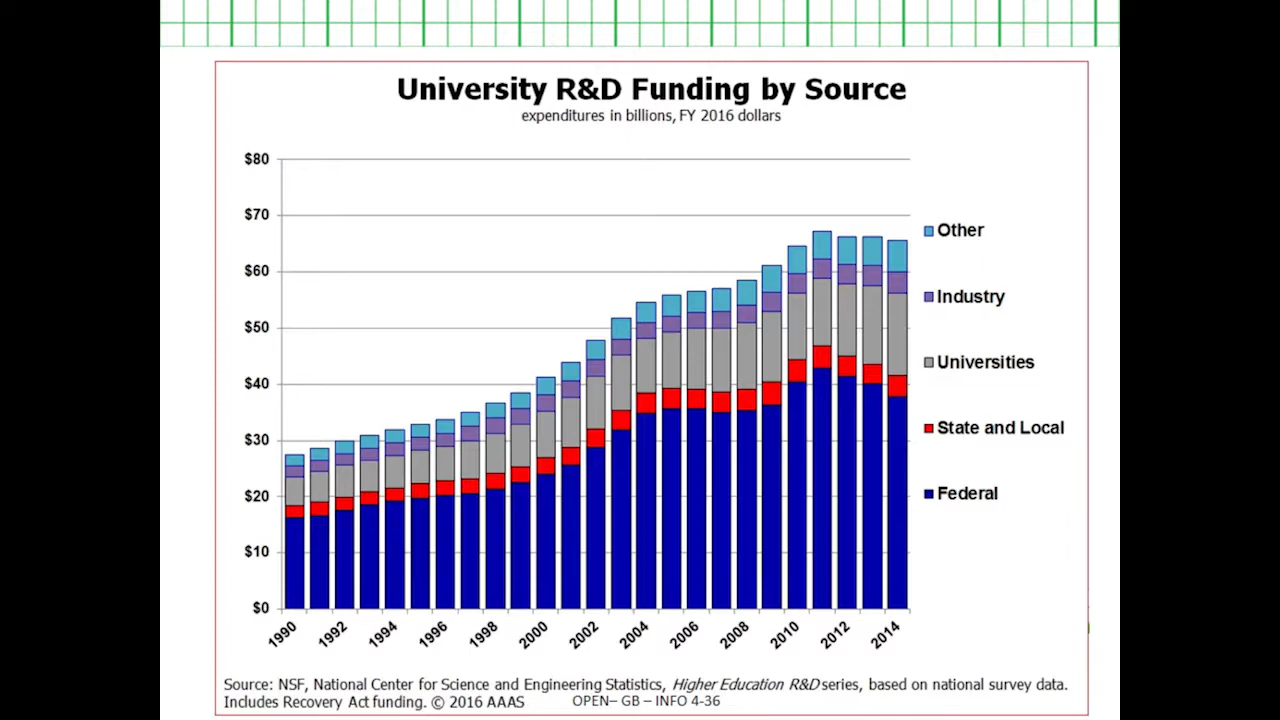 University R&D Funding by Source
expenditures in billions, FY 2016 dollars
$80
$70
$60
$50
$40
$30
$20
$10
$0
1990 1992 1994 1996 1998 2000 2002 2004 2006 2008 2010 2012 2014
Other
Industry
Universities
State and Local
Federal
Source: NSF, National Center for Science and Engineering Statistics, Higher Education R&D series, based on national survey data.
Includes Recovery Act funding. © 2016 AAAS OPEN– GB – INFO 4-36